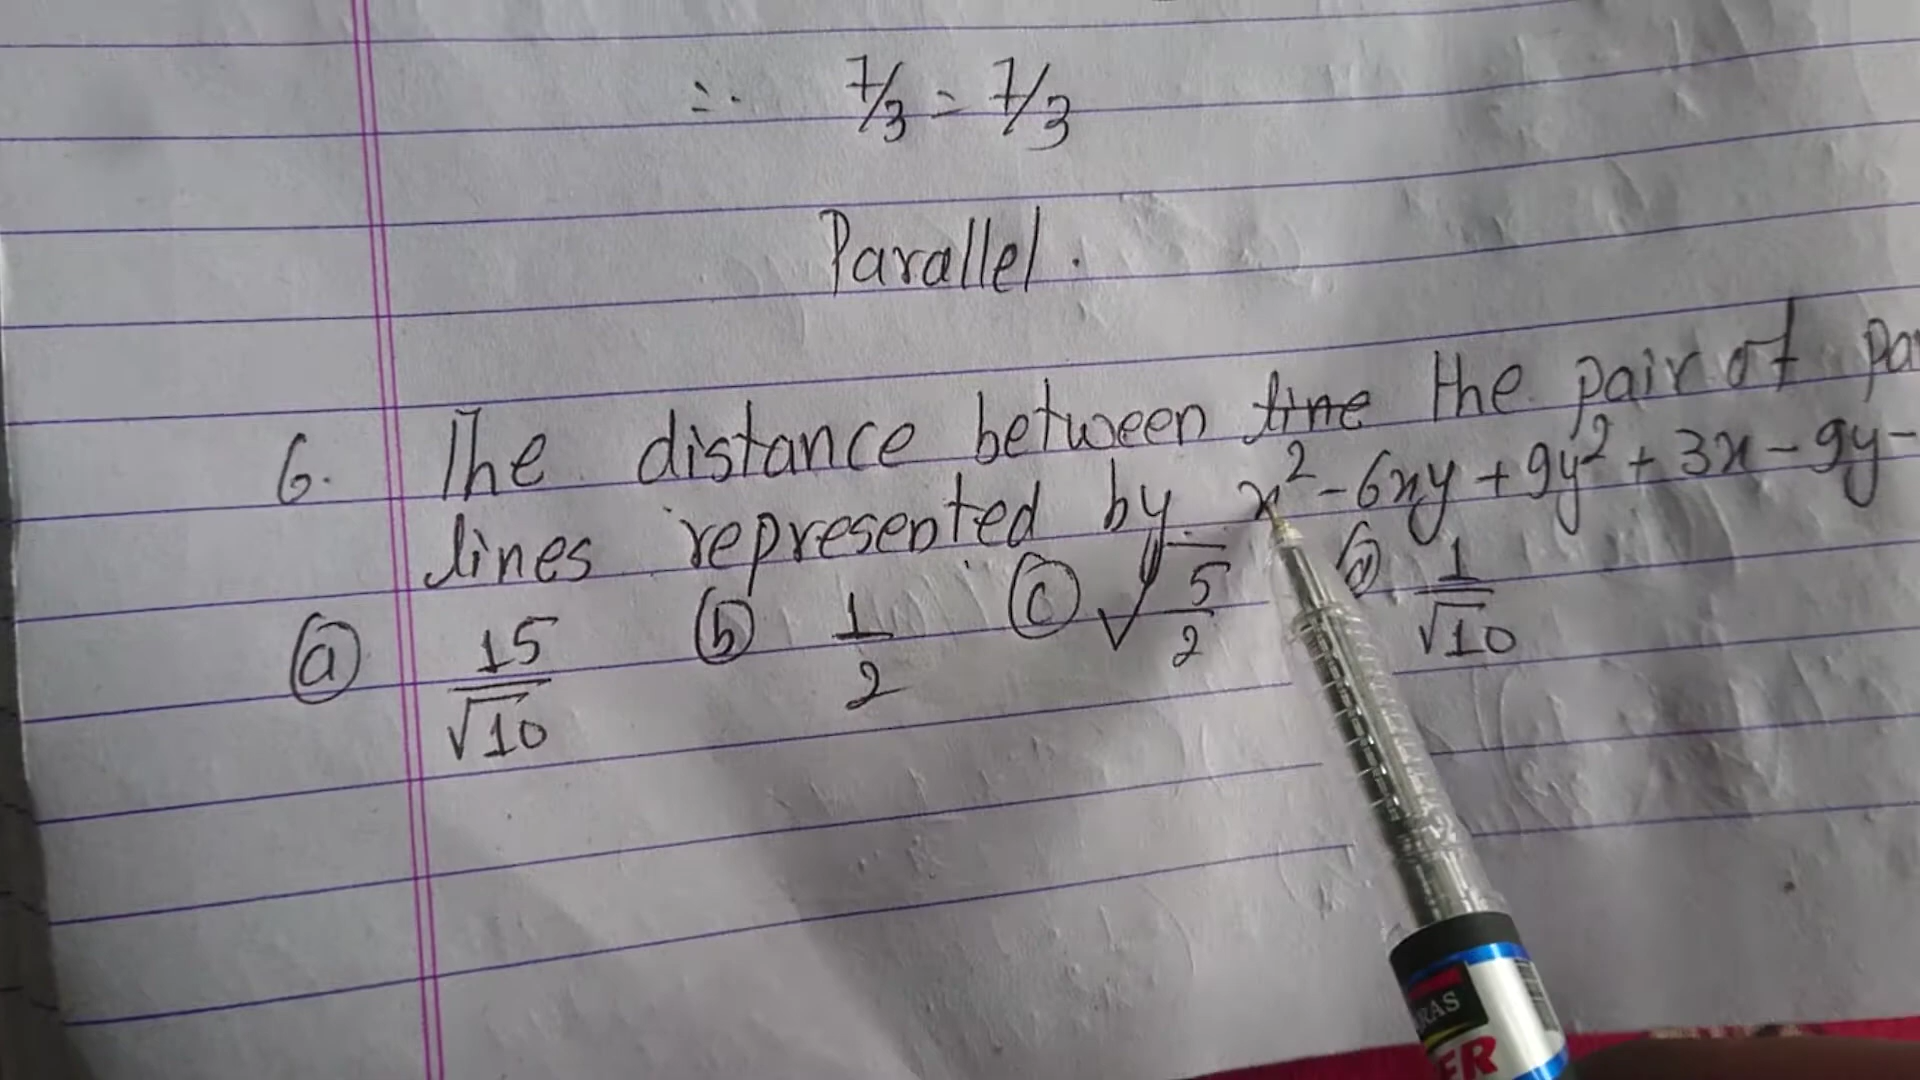 ∴ 7/3 = 7/3
Parallel.
6. The distance between line the pair of pa
lines represented by x² - 6xy + 9y² + 3x - 9y -
(a) 15/√10 (b) 1/2 (c) √5/2 (d) 1/√10
ER